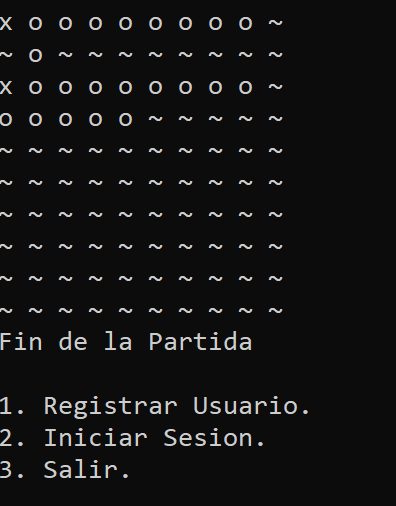 x o o o o o o o o ~
~ o ~ ~ ~ ~ ~ ~ ~ ~
x o o o o o o o o ~
o o o o o ~ ~ ~ ~ ~
~ ~ ~ ~ ~ ~ ~ ~ ~ ~
~ ~ ~ ~ ~ ~ ~ ~ ~ ~
~ ~ ~ ~ ~ ~ ~ ~ ~ ~
~ ~ ~ ~ ~ ~ ~ ~ ~ ~
~ ~ ~ ~ ~ ~ ~ ~ ~ ~
~ ~ ~ ~ ~ ~ ~ ~ ~ ~
Fin de la Partida
1. Registrar Usuario.
2. Iniciar Sesion.
3. Salir.